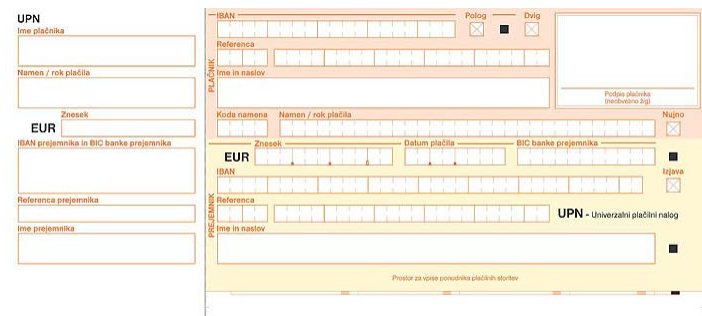 UPN
Ime plačnika
Namen / rok plačila
Znesek
EUR
IBAN prejemnika in BIC banke prejemnika
Referenca prejemnika
Ime prejemnika
PLAČNIK
IBAN
Polog
Dvig
Referenca
Ime in naslov
Podpis plačnika
(neobvezno žig)
Koda namena
Namen / rok plačila
Nujno
PREJEMNIK
EUR
Znesek
Datum plačila
BIC banke prejemnika
IBAN
Izjava
Referenca
UPN - Univerzalni plačilni nalog
Ime in naslov
Prostor za vpise ponudnika plačilnih storitev